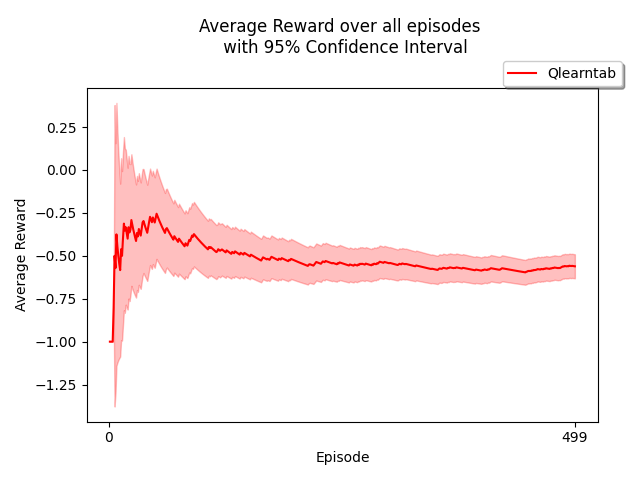 Average Reward over all episodes
with 95% Confidence Interval
Qlearntab
0.25
0.00
−0.25
−0.50
−0.75
−1.00
−1.25
Average Reward
0
499
Episode